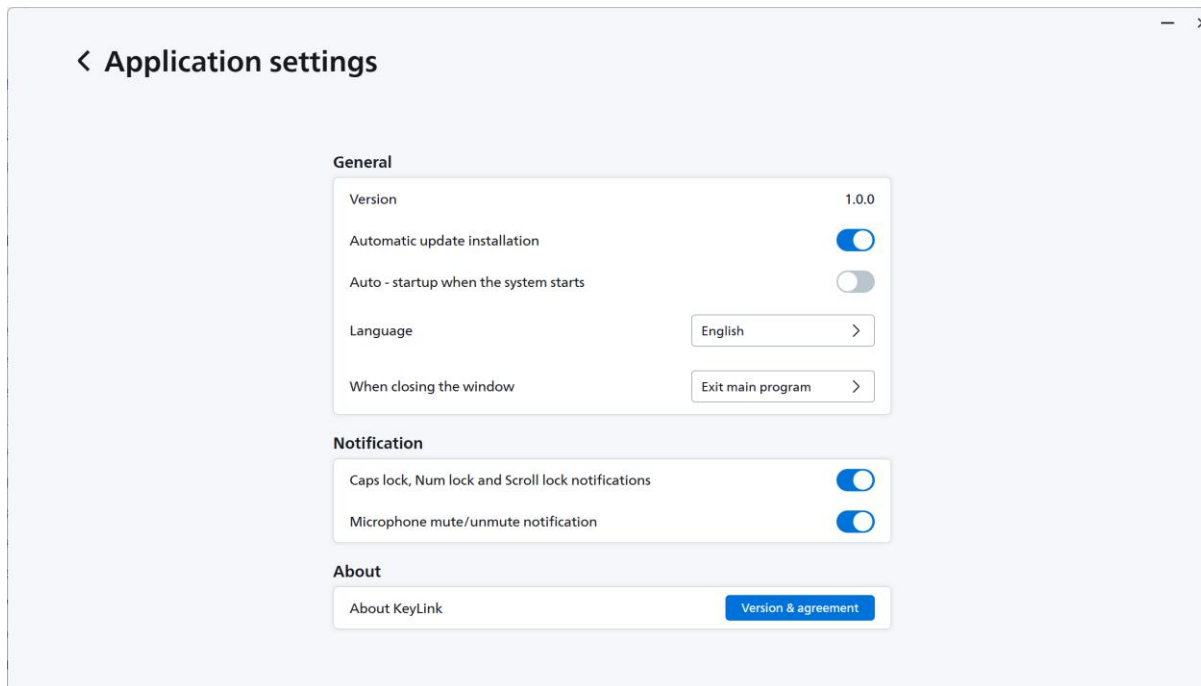 Application settings
General
Version 1.0.0
Automatic update installation
Auto - startup when the system starts
Language English
When closing the window Exit main program
Notification
Caps lock, Num lock and Scroll lock notifications
Microphone mute/unmute notification
About
About KeyLink Version & agreement